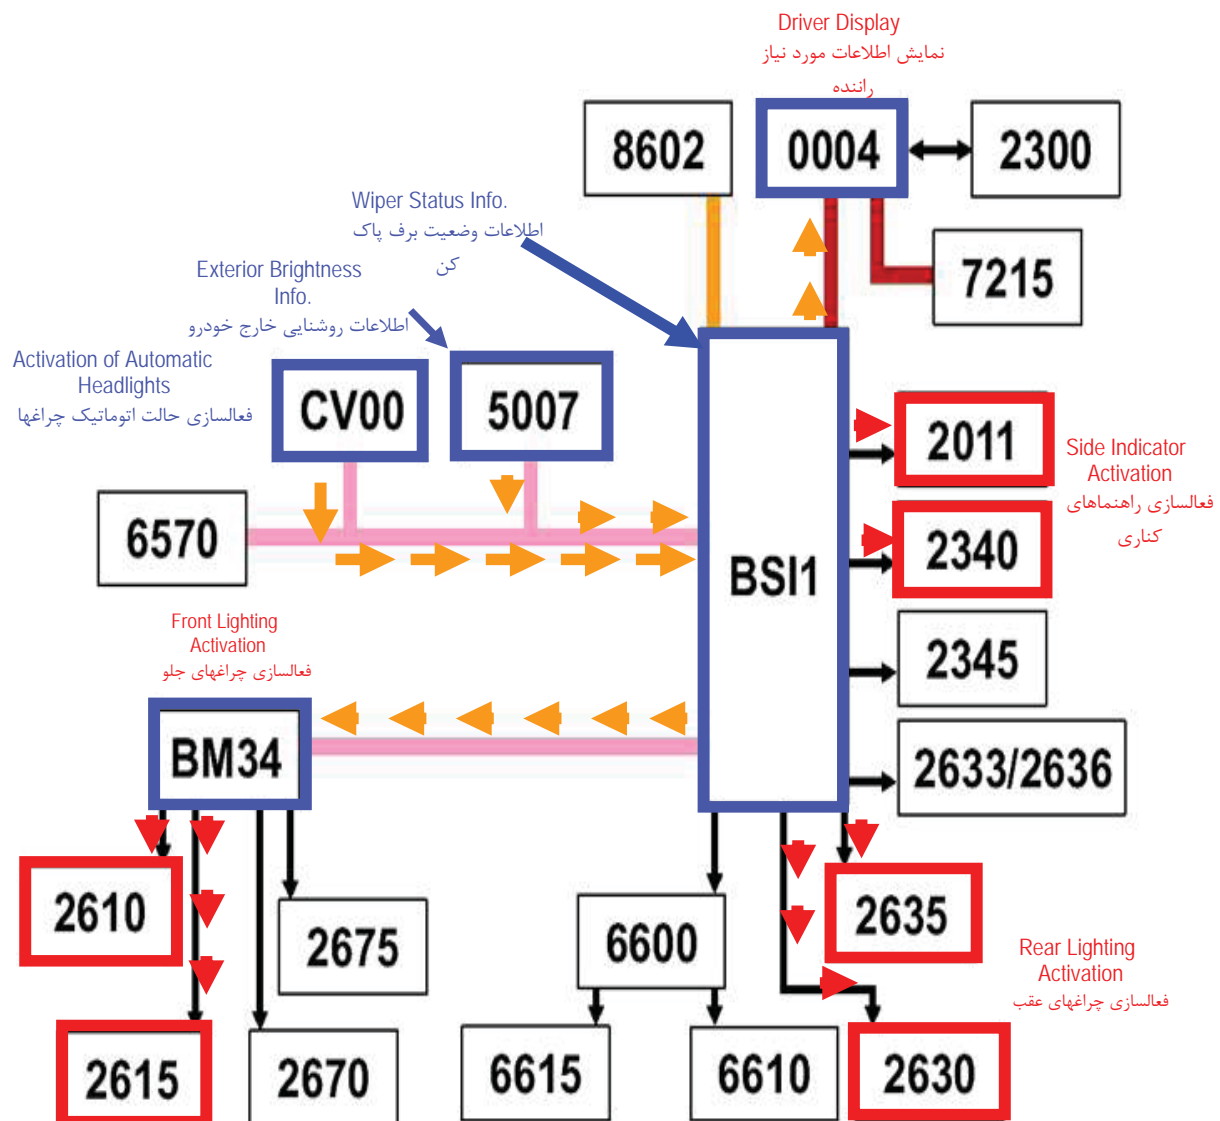 Driver Display
نمایش اطلاعات مورد نیاز
راننده
8602
0004
2300
Wiper Status Info.
اطلاعات وضعیت برف پاک
کن
7215
Exterior Brightness
Info.
اطلاعات روشنایی خارج خودرو
Activation of Automatic
Headlights
فعالسازی حالت اتوماتیک چراغها
CV00
5007
2011
Side Indicator
Activation
فعالسازی راهنماهای
کناری
6570
2340
BSI1
Front Lighting
Activation
فعالسازی چراغهای جلو
2345
BM34
2633/2636
2610
2675
6600
2635
Rear Lighting
Activation
فعالسازی چراغهای عقب
2615
2670
6615
6610
2630